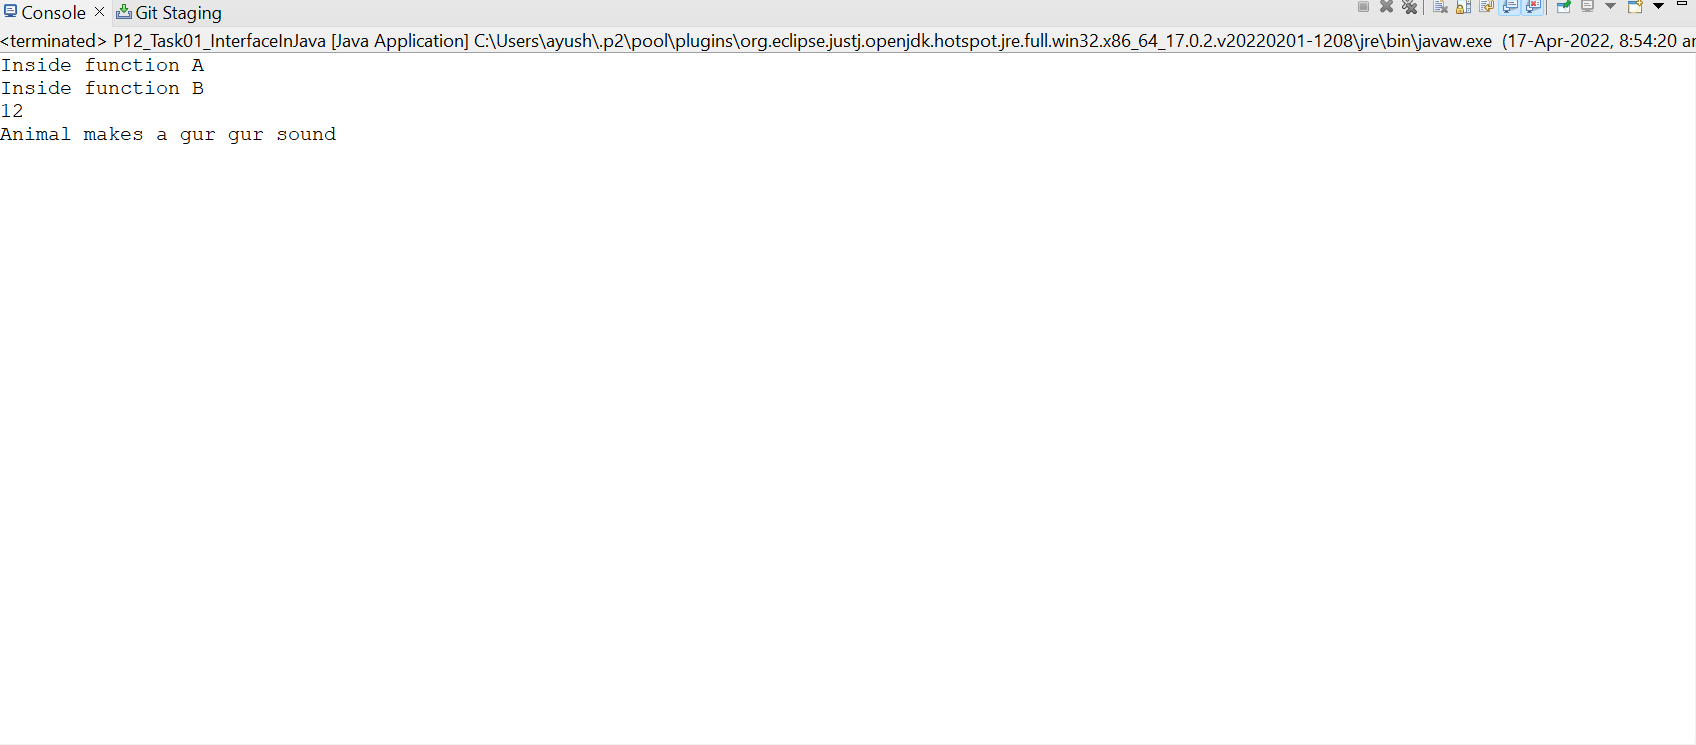 Console
Git Staging
<terminated> P12_Task01_InterfaceInJava [Java Application] C:\Users\ayush\.p2\pool\plugins\org.eclipse.justj.openjdk.hotspot.jre.full.win32.x86_64_17.0.2.v20220201-1208\jre\bin\javaw.exe (17-Apr-2022, 8:54:20 am
Inside function A
Inside function B
12
Animal makes a gur gur sound